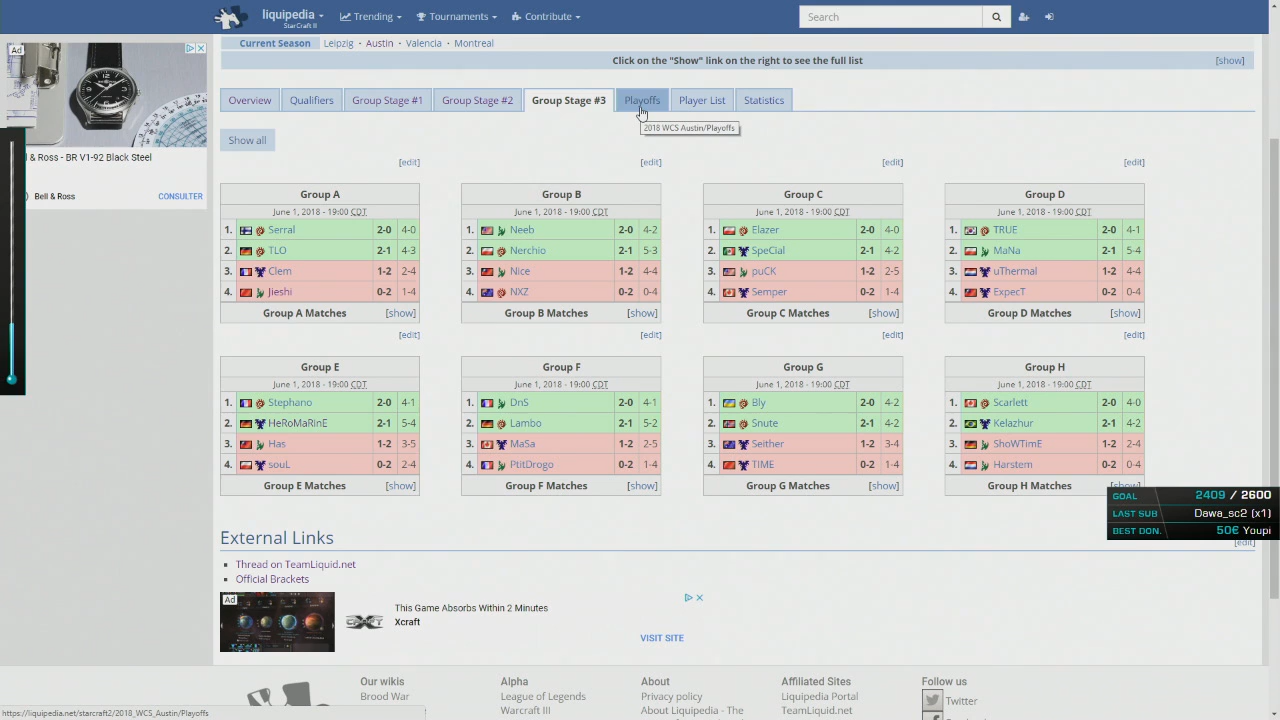 liquipedia
StarCraft II
Trending
Tournaments
Contribute
Search
Current Season Leipzig · Austin · Valencia · Montreal
Click on the "Show" link on the right to see the full list [show]
Overview Qualifiers Group Stage #1 Group Stage #2 Group Stage #3 Playoffs Player List Statistics
2018 WCS Austin/Playoffs
Show all
Ad
& Ross - BR V1-92 Black Steel
Bell & Ross CONSULTER
[edit] [edit] [edit] [edit]
Group A
June 1, 2018 - 19:00 CDT
1. Serral 2-0 4-0
2. TLO 2-1 4-3
3. Clem 1-2 2-4
4. Jieshi 0-2 1-4
Group A Matches [show]
Group B
June 1, 2018 - 19:00 CDT
1. Neeb 2-0 4-2
2. Nerchio 2-1 5-3
3. Nice 1-2 4-4
4. NXZ 0-2 0-4
Group B Matches [show]
Group C
June 1, 2018 - 19:00 CDT
1. Elazer 2-0 4-0
2. SpeCial 2-1 4-2
3. puCK 1-2 2-5
4. Semper 0-2 1-4
Group C Matches [show]
Group D
June 1, 2018 - 19:00 CDT
1. TRUE 2-0 4-1
2. MaNa 2-1 5-4
3. uThermal 1-2 4-4
4. ExpecT 0-2 0-4
Group D Matches [show]
[edit] [edit] [edit] [edit]
Group E
June 1, 2018 - 19:00 CDT
1. Stephano 2-0 4-1
2. HeRoMaRinE 2-1 5-4
3. Has 1-2 3-5
4. souL 0-2 2-4
Group E Matches [show]
Group F
June 1, 2018 - 19:00 CDT
1. DnS 2-0 4-1
2. Lambo 2-1 5-2
3. MaSa 1-2 2-5
4. PtitDrogo 0-2 1-4
Group F Matches [show]
Group G
June 1, 2018 - 19:00 CDT
1. Bly 2-0 4-2
2. Snute 2-1 4-2
3. Seither 1-2 3-4
4. TIME 0-2 1-4
Group G Matches [show]
Group H
June 1, 2018 - 19:00 CDT
1. Scarlett 2-0 4-0
2. Kelazhur 2-1 4-2
3. ShoWTimE 1-2 4-4
4. Harstem 0-2 0-4
Group H Matches [show]
GOAL 2409 / 2600
LAST SUB Dawa_sc2 (x1)
BEST DON. 50€ Youpi
External Links [edit]
Thread on TeamLiquid.net
Official Brackets
Ad
This Game Absorbs Within 2 Minutes
Xcraft
VISIT SITE
Our wikis
Brood War
Alpha
League of Legends
Warcraft III
About
Privacy policy
About Liquipedia - The
Affiliated Sites
Liquipedia Portal
TeamLiquid.net
Follow us
Twitter
https://liquipedia.net/starcraft2/2018_WCS_Austin/Playoffs